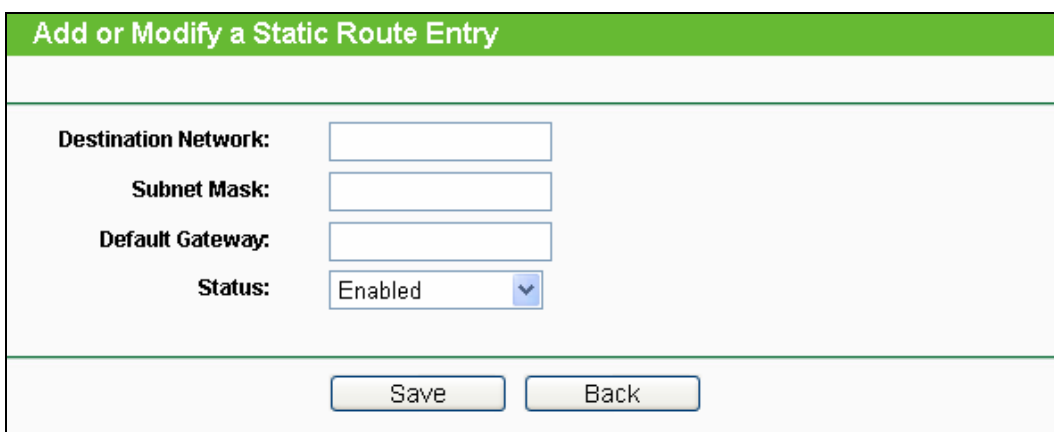 Add or Modify a Static Route Entry
Destination Network:
Subnet Mask:
Default Gateway:
Status: Enabled
Save Back